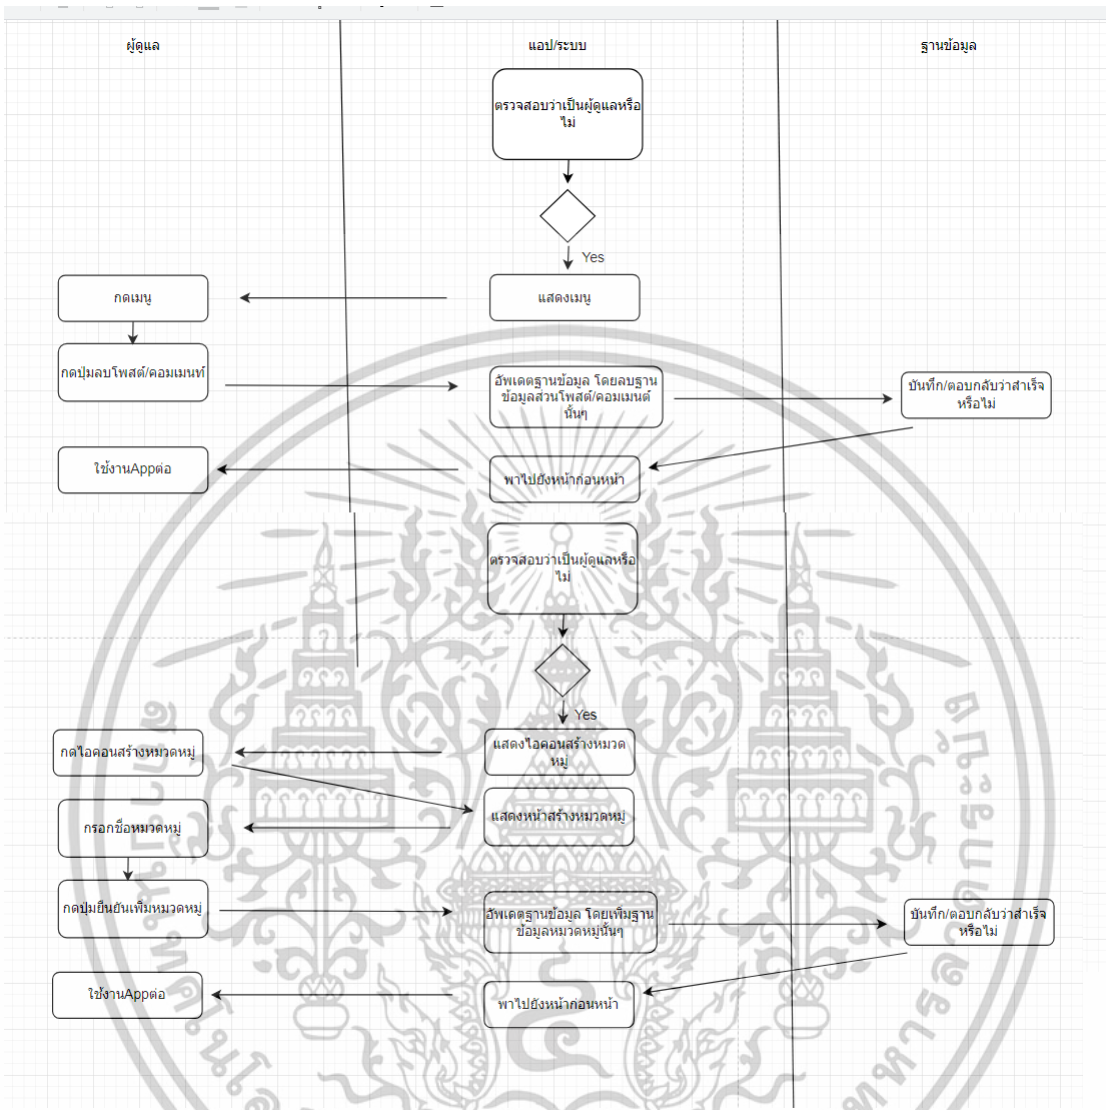 ผู้ดูแล
แอป/ระบบ
ฐานข้อมูล
ตรวจสอบว่าเป็นผู้ดูแลหรือ
ไม่
Yes
กดเมนู
แสดงเมนู
กดปุ่มลบโพสต์/คอมเมนท์
อัพเดตฐานข้อมูล โดยลบฐาน
ข้อมูลส่วนโพสต์/คอมเมนต์
นั้นๆ
บันทึก/ตอบกลับว่าสำเร็จ
หรือไม่
ใช้งานAppต่อ
พาไปยังหน้าก่อนหน้า
ตรวจสอบว่าเป็นผู้ดูแลหรือ
ไม่
Yes
กดไอคอนสร้างหมวดหมู่
แสดงไอคอนสร้างหมวด
หมู่
แสดงหน้าสร้างหมวดหมู่
กรอกชื่อหมวดหมู่
กดปุ่มยืนยันเพิ่มหมวดหมู่
อัพเดตฐานข้อมูล โดยเพิ่มฐาน
ข้อมูลหมวดหมู่นั้นๆ
บันทึก/ตอบกลับว่าสำเร็จ
หรือไม่
ใช้งานAppต่อ
พาไปยังหน้าก่อนหน้า